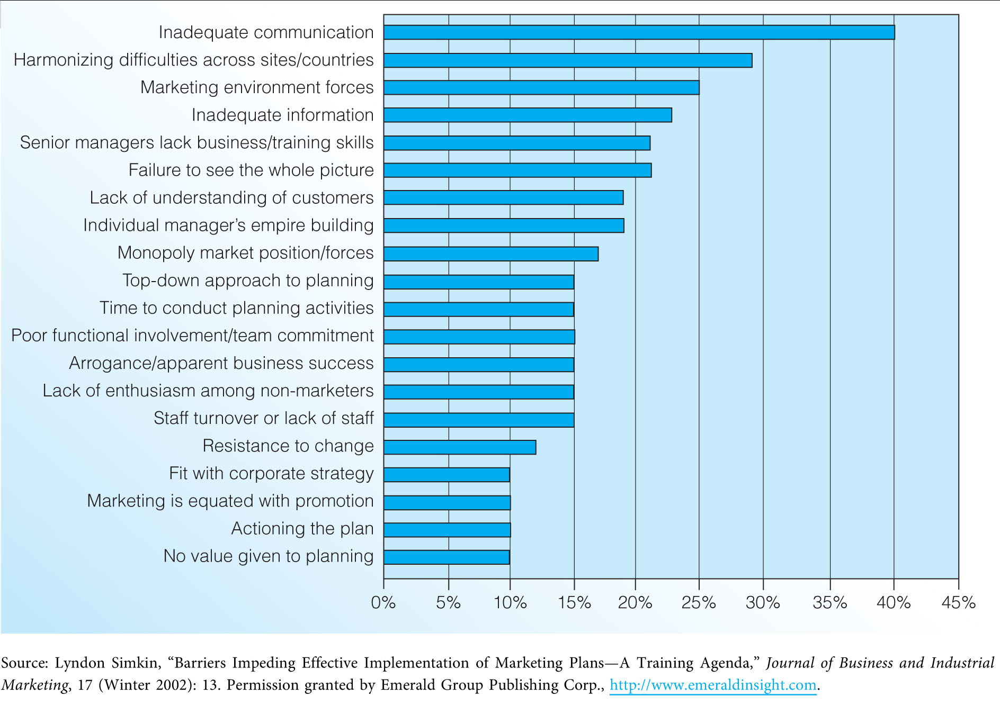 Inadequate communication
Harmonizing difficulties across sites/countries
Marketing environment forces
Inadequate information
Senior managers lack business/training skills
Failure to see the whole picture
Lack of understanding of customers
Individual manager’s empire building
Monopoly market position/forces
Top-down approach to planning
Time to conduct planning activities
Poor functional involvement/team commitment
Arrogance/apparent business success
Lack of enthusiasm among non-marketers
Staff turnover or lack of staff
Resistance to change
Fit with corporate strategy
Marketing is equated with promotion
Actioning the plan
No value given to planning
0% 5% 10% 15% 20% 25% 30% 35% 40% 45%
Source: Lyndon Simkin, “Barriers Impeding Effective Implementation of Marketing Plans—A Training Agenda,” Journal of Business and Industrial
Marketing, 17 (Winter 2002): 13. Permission granted by Emerald Group Publishing Corp., http://www.emeraldinsight.com.